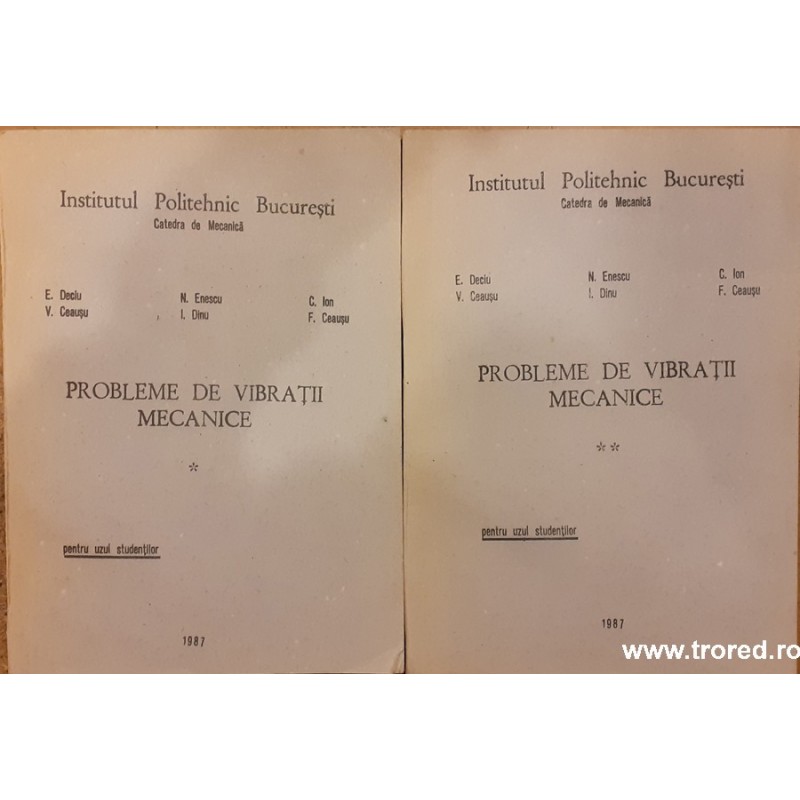 Institutul Politehnic București
Catedra de Mecanică
E. Deciu N. Enescu C. Ion
V. Ceaușu I. Dinu F. Ceaușu
PROBLEME DE VIBRAȚII
MECANICE
*
pentru uzul studenților
1987
Institutul Politehnic București
Catedra de Mecanică
E. Deciu N. Enescu C. Ion
V. Ceaușu I. Dinu F. Ceaușu
PROBLEME DE VIBRAȚII
MECANICE
**
pentru uzul studenților
1987
www.trored.ro